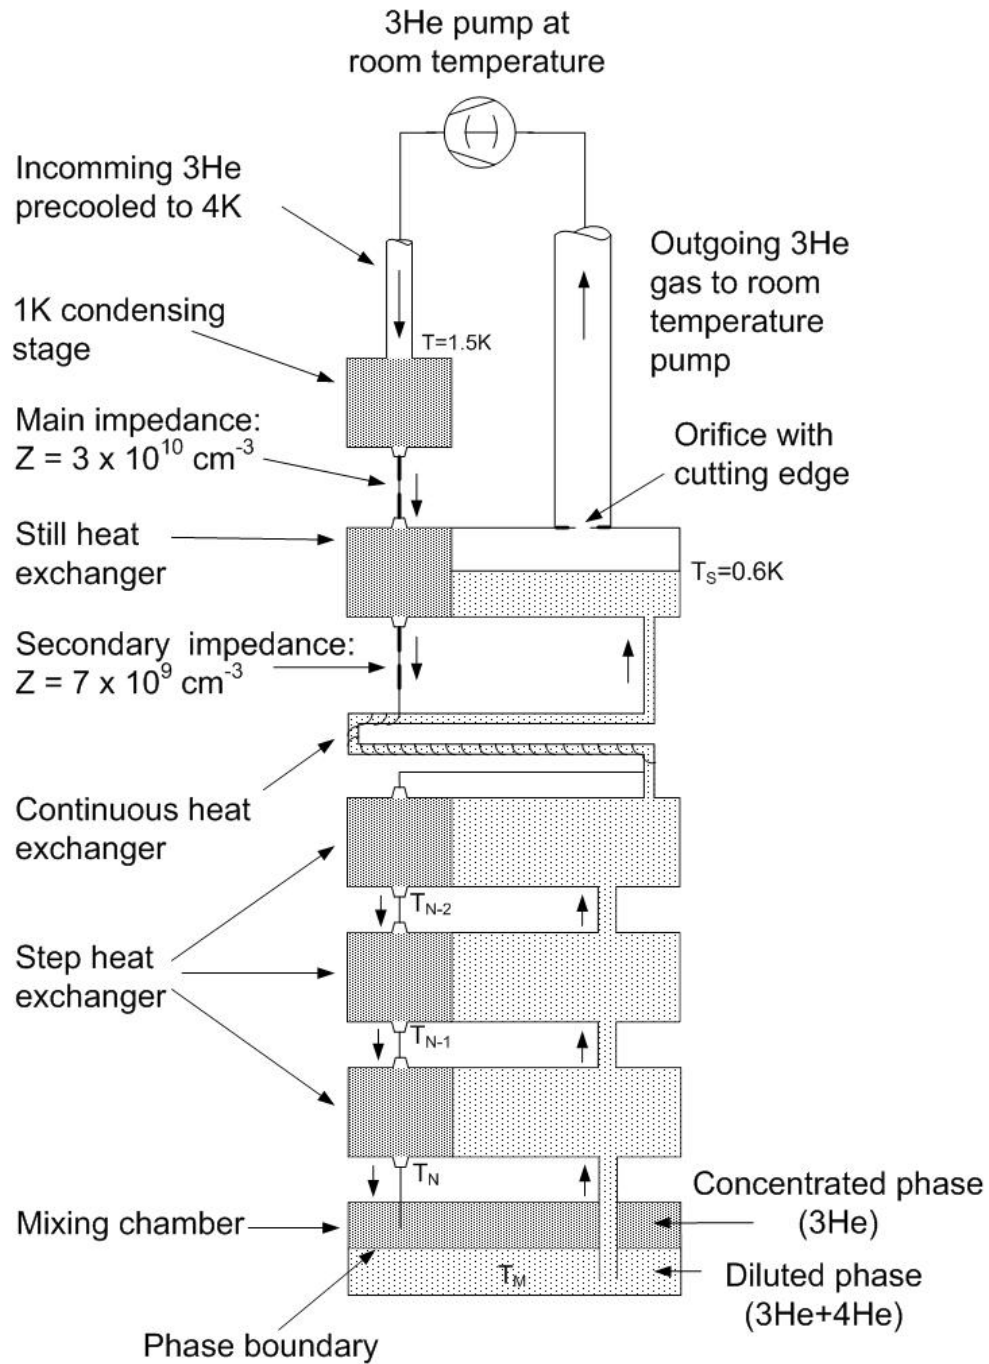 3He pump at
room temperature
Incomming 3He
precooled to 4K
Outgoing 3He
gas to room
temperature
pump
1K condensing
stage
T=1.5K
Main impedance:
Z = 3 x 10^10 cm^-3
Orifice with
cutting edge
Still heat
exchanger
T_S=0.6K
Secondary impedance:
Z = 7 x 10^9 cm^-3
Continuous heat
exchanger
T_N-2
Step heat
exchanger
T_N-1
T_N
Concentrated phase
(3He)
Mixing chamber
T_M
Diluted phase
(3He+4He)
Phase boundary